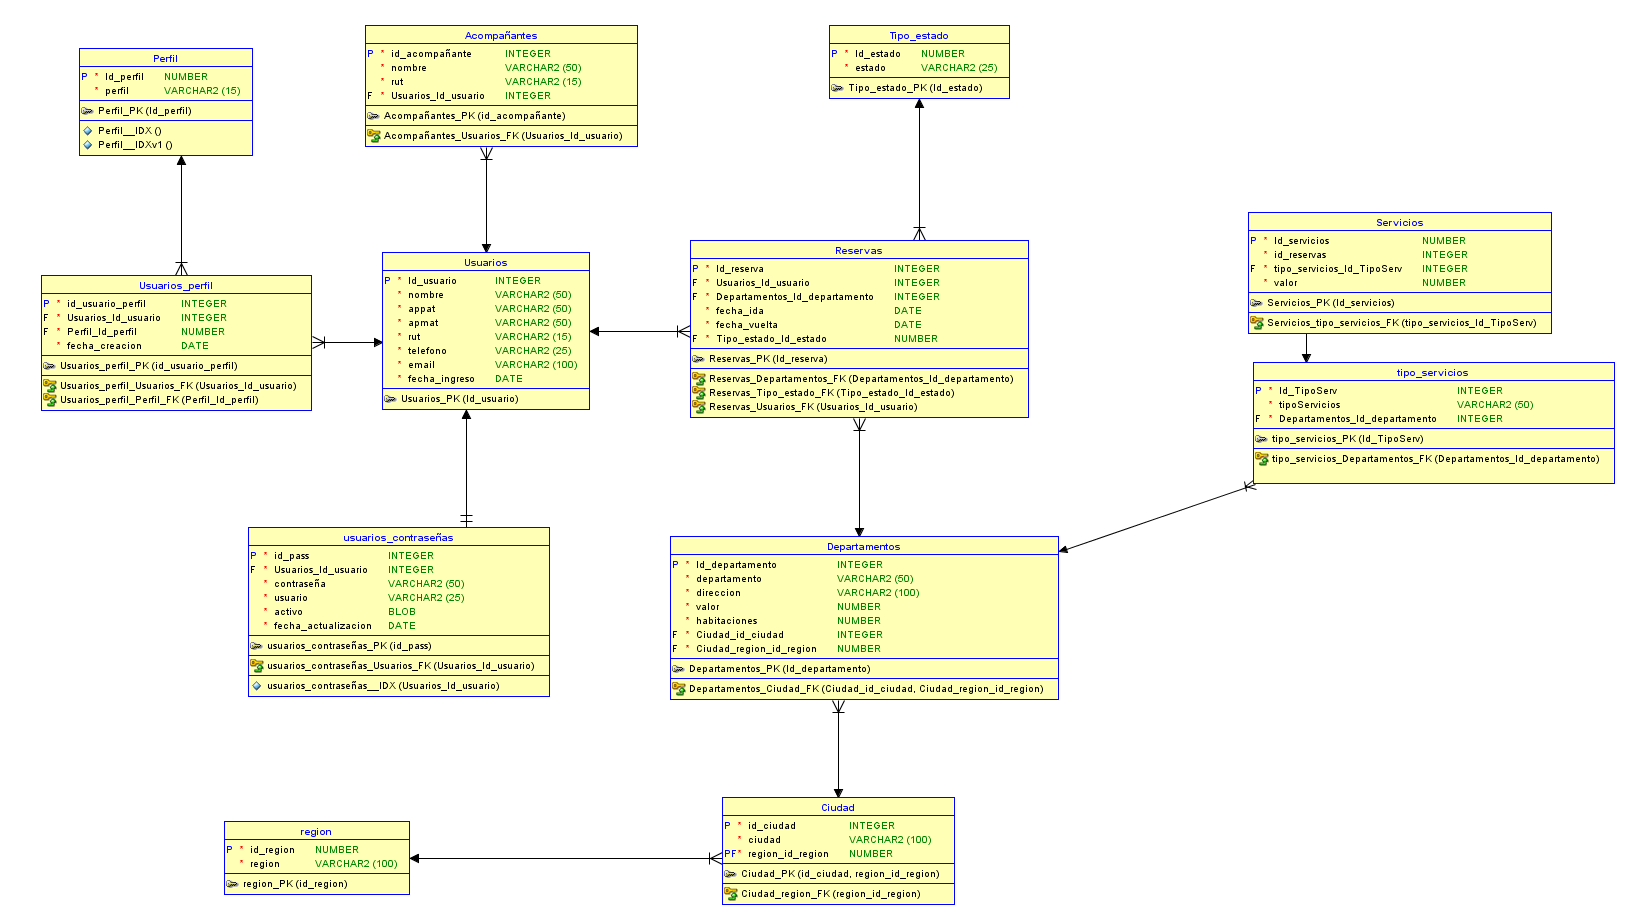 Perfil
P * Id_perfil NUMBER
* perfil VARCHAR2 (15)
Perfil_PK (Id_perfil)
Perfil__IDX ()
Perfil__IDXv1 ()
Acompañantes
P * id_acompañante INTEGER
* nombre VARCHAR2 (50)
* rut VARCHAR2 (15)
F * Usuarios_Id_usuario INTEGER
Acompañantes_PK (id_acompañante)
Acompañantes_Usuarios_FK (Usuarios_Id_usuario)
Tipo_estado
P * Id_estado NUMBER
* estado VARCHAR2 (25)
Tipo_estado_PK (Id_estado)
Usuarios_perfil
P * id_usuario_perfil INTEGER
F * Usuarios_Id_usuario INTEGER
F * Perfil_Id_perfil NUMBER
* fecha_creacion DATE
Usuarios_perfil_PK (id_usuario_perfil)
Usuarios_perfil_Usuarios_FK (Usuarios_Id_usuario)
Usuarios_perfil_Perfil_FK (Perfil_Id_perfil)
Usuarios
P * Id_usuario INTEGER
* nombre VARCHAR2 (50)
* appat VARCHAR2 (50)
* apmat VARCHAR2 (50)
* rut VARCHAR2 (15)
* telefono VARCHAR2 (25)
* email VARCHAR2 (100)
* fecha_ingreso DATE
Usuarios_PK (Id_usuario)
Reservas
P * Id_reserva INTEGER
F * Usuarios_Id_usuario INTEGER
F * Departamentos_Id_departamento INTEGER
* fecha_ida DATE
* fecha_vuelta DATE
F * Tipo_estado_Id_estado NUMBER
Reservas_PK (Id_reserva)
Reservas_Departamentos_FK (Departamentos_Id_departamento)
Reservas_Tipo_estado_FK (Tipo_estado_Id_estado)
Reservas_Usuarios_FK (Usuarios_Id_usuario)
Servicios
P * Id_servicios NUMBER
* id_reservas INTEGER
F * tipo_servicios_Id_TipoServ INTEGER
* valor NUMBER
Servicios_PK (Id_servicios)
Servicios_tipo_servicios_FK (tipo_servicios_Id_TipoServ)
tipo_servicios
P * Id_TipoServ INTEGER
* tipoServicios VARCHAR2 (50)
F * Departamentos_Id_departamento INTEGER
tipo_servicios_PK (Id_TipoServ)
tipo_servicios_Departamentos_FK (Departamentos_Id_departamento)
usuarios_contraseñas
P * id_pass INTEGER
F * Usuarios_Id_usuario INTEGER
* contraseña VARCHAR2 (50)
* usuario VARCHAR2 (25)
* activo BLOB
* fecha_actualizacion DATE
usuarios_contraseñas_PK (id_pass)
usuarios_contraseñas_Usuarios_FK (Usuarios_Id_usuario)
usuarios_contraseñas__IDX (Usuarios_Id_usuario)
Departamentos
P * Id_departamento INTEGER
* departamento VARCHAR2 (50)
* direccion VARCHAR2 (100)
* valor NUMBER
* habitaciones NUMBER
F * Ciudad_id_ciudad INTEGER
F * Ciudad_region_id_region NUMBER
Departamentos_PK (Id_departamento)
Departamentos_Ciudad_FK (Ciudad_id_ciudad, Ciudad_region_id_region)
region
P * id_region NUMBER
* region VARCHAR2 (100)
region_PK (id_region)
Ciudad
P * id_ciudad INTEGER
* ciudad VARCHAR2 (100)
PF* region_id_region NUMBER
Ciudad_PK (id_ciudad, region_id_region)
Ciudad_region_FK (region_id_region)